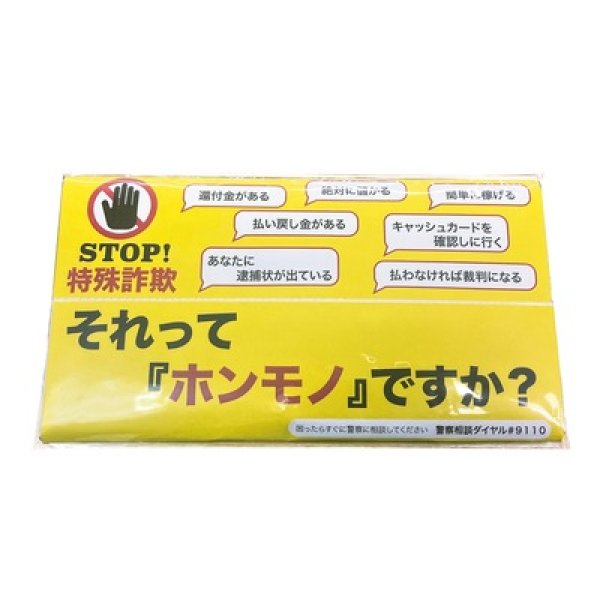 還付金がある
絶対に儲かる
簡単に稼げる
払い戻し金がある
キャッシュカードを
確認しに行く
あなたに
逮捕状が出ている
払わなければ裁判になる
STOP!
特殊詐欺
それって
『ホンモノ』ですか?
困ったらすぐに警察に相談してください 警察相談ダイヤル#9110